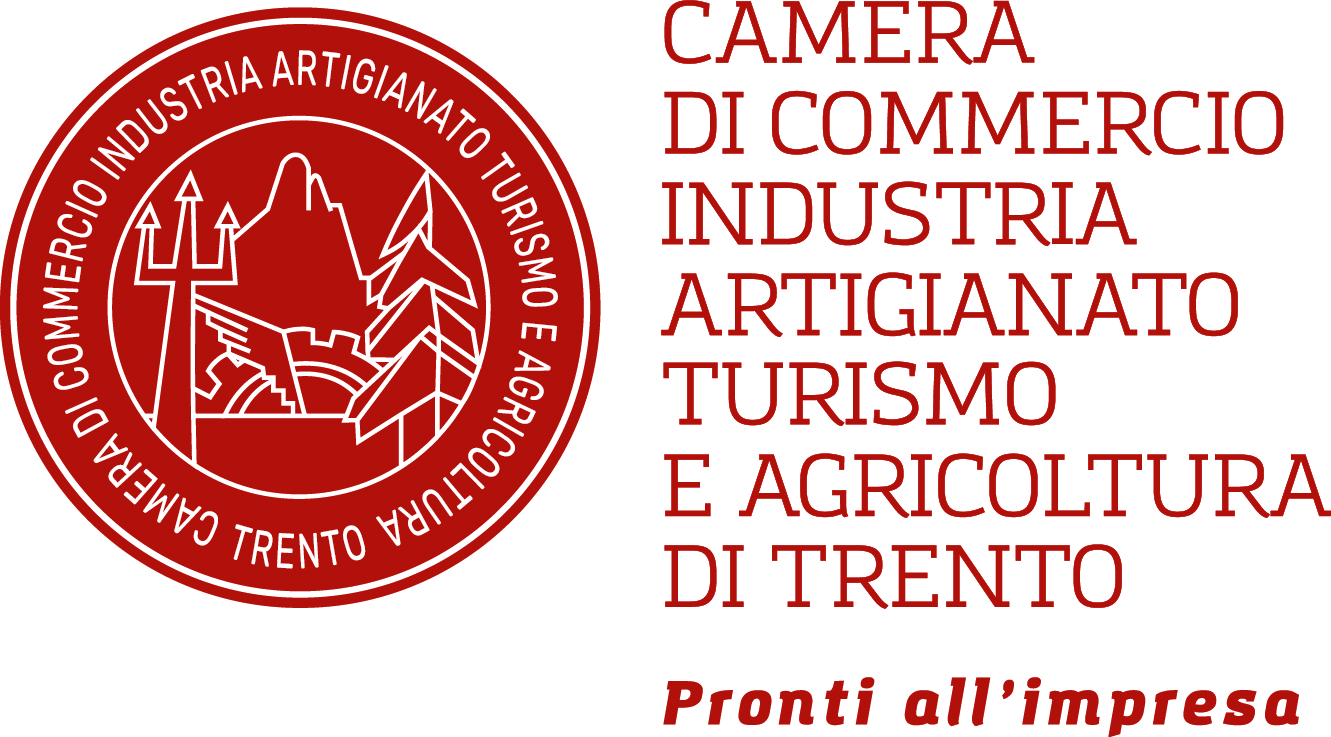 CAMERA DI COMMERCIO INDUSTRIA ARTIGIANATO TURISMO E AGRICOLTURA
TRENTO
CAMERA
DI COMMERCIO
INDUSTRIA
ARTIGIANATO
TURISMO
E AGRICOLTURA
DI TRENTO
Pronti all’impresa